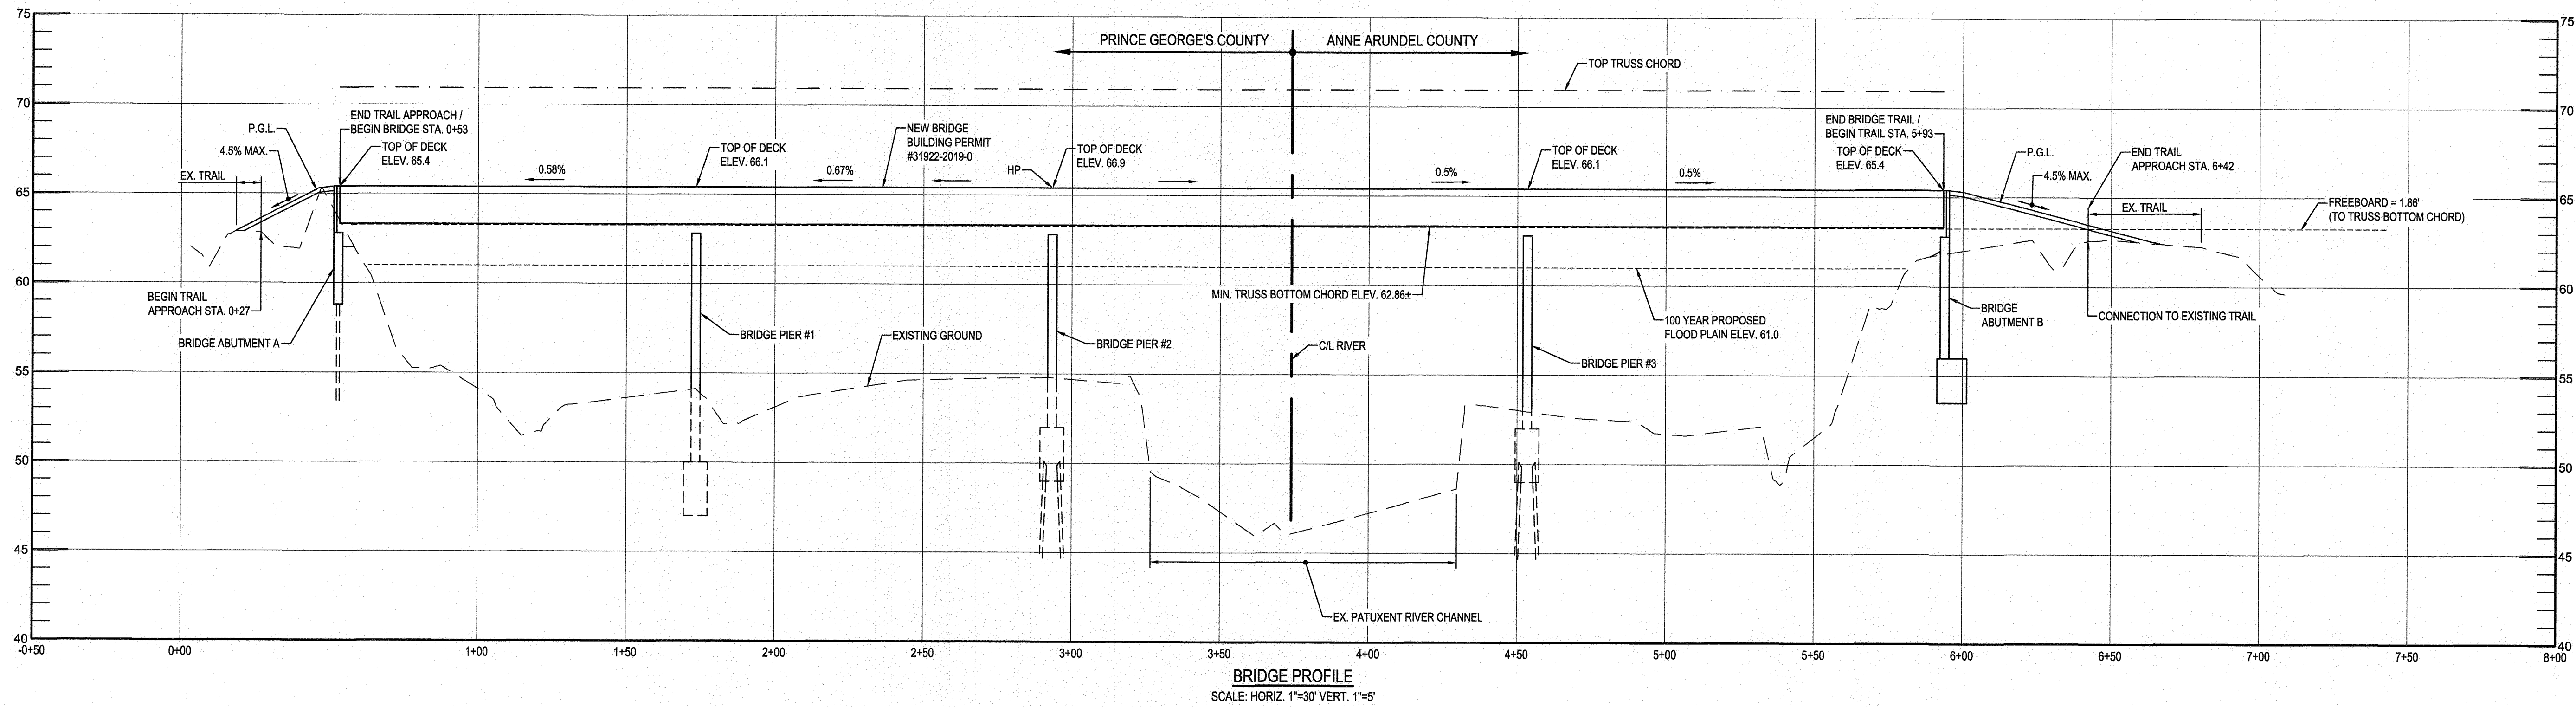 75
70
65
60
55
50
45
40
75
70
65
60
55
50
45
40
PRINCE GEORGE'S COUNTY
ANNE ARUNDEL COUNTY
TOP TRUSS CHORD
P.G.L.
4.5% MAX.
EX. TRAIL
END TRAIL APPROACH /
BEGIN BRIDGE STA. 0+53
TOP OF DECK
ELEV. 65.4
0.58%
TOP OF DECK
ELEV. 66.1
0.67%
NEW BRIDGE
BUILDING PERMIT
#31922-2019-0
HP
TOP OF DECK
ELEV. 66.9
0.5%
TOP OF DECK
ELEV. 66.1
0.5%
END BRIDGE TRAIL /
BEGIN TRAIL STA. 5+93
TOP OF DECK
ELEV. 65.4
P.G.L.
4.5% MAX.
END TRAIL
APPROACH STA. 6+42
EX. TRAIL
FREEBOARD = 1.86'
(TO TRUSS BOTTOM CHORD)
BEGIN TRAIL
APPROACH STA. 0+27
BRIDGE ABUTMENT A
BRIDGE PIER #1
EXISTING GROUND
BRIDGE PIER #2
MIN. TRUSS BOTTOM CHORD ELEV. 62.86±
C/L RIVER
BRIDGE PIER #3
100 YEAR PROPOSED
FLOOD PLAIN ELEV. 61.0
BRIDGE
ABUTMENT B
CONNECTION TO EXISTING TRAIL
EX. PATUXENT RIVER CHANNEL
-0+50
0+00
1+00
1+50
2+00
2+50
3+00
3+50
4+00
4+50
5+00
5+50
6+00
6+50
7+00
7+50
8+00
BRIDGE PROFILE
SCALE: HORIZ. 1"=30' VERT. 1"=5'